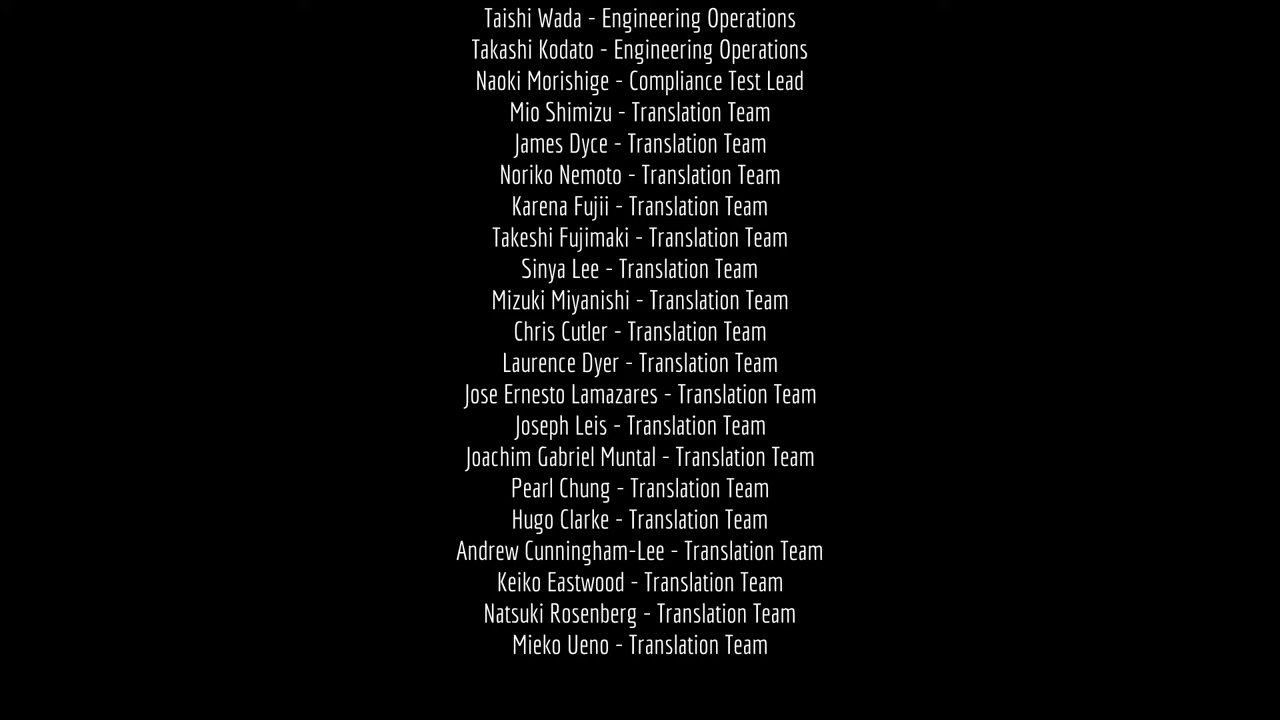 Taishi Wada - Engineering Operations
Takashi Kodato - Engineering Operations
Naoki Morishige - Compliance Test Lead
Mio Shimizu - Translation Team
James Dyce - Translation Team
Noriko Nemoto - Translation Team
Karena Fujii - Translation Team
Takeshi Fujimaki - Translation Team
Sinya Lee - Translation Team
Mizuki Miyanishi - Translation Team
Chris Cutler - Translation Team
Laurence Dyer - Translation Team
Jose Ernesto Lamazares - Translation Team
Joseph Leis - Translation Team
Joachim Gabriel Muntal - Translation Team
Pearl Chung - Translation Team
Hugo Clarke - Translation Team
Andrew Cunningham-Lee - Translation Team
Keiko Eastwood - Translation Team
Natsuki Rosenberg - Translation Team
Mieko Ueno - Translation Team